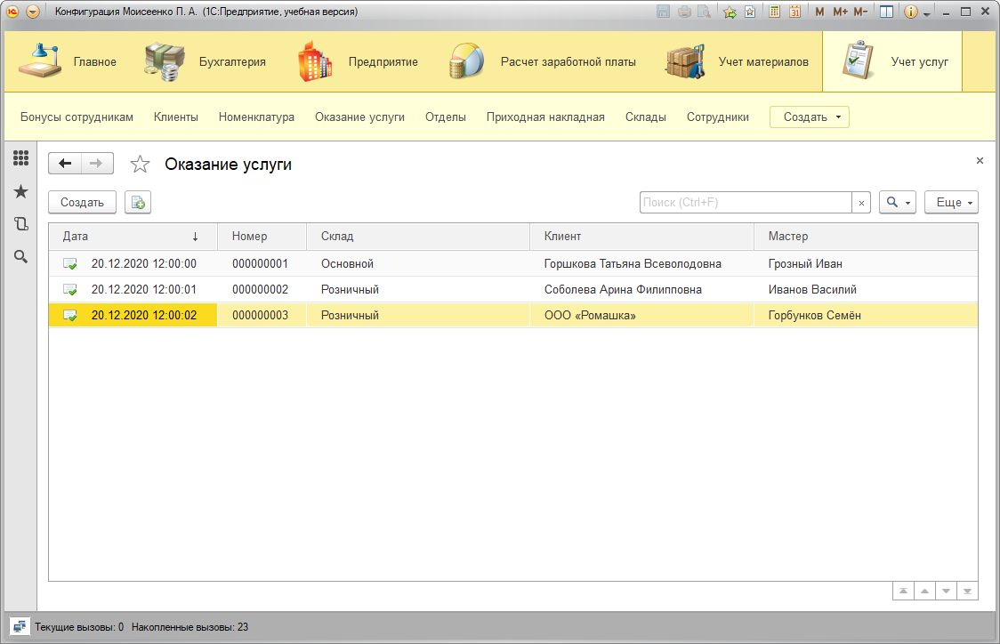 Конфигурация Моисеенко П. А. (1С:Предприятие, учебная версия) 31 M M+ M-
Главное Бухгалтерия Предприятие Расчет заработной платы Учет материалов Учет услуг
Бонусы сотрудникам Клиенты Номенклатура Оказание услуги Отделы Приходная накладная Склады Сотрудники Создать
Оказание услуги
Создать Поиск (Ctrl+F) Еще
Дата Номер Склад Клиент Мастер
20.12.2020 12:00:00 000000001 Основной Горшкова Татьяна Всеволодовна Грозный Иван
20.12.2020 12:00:01 000000002 Розничный Соболева Арина Филипповна Иванов Василий
20.12.2020 12:00:02 000000003 Розничный ООО «Ромашка» Горбунков Семён
Текущие вызовы: 0 Накопленные вызовы: 23